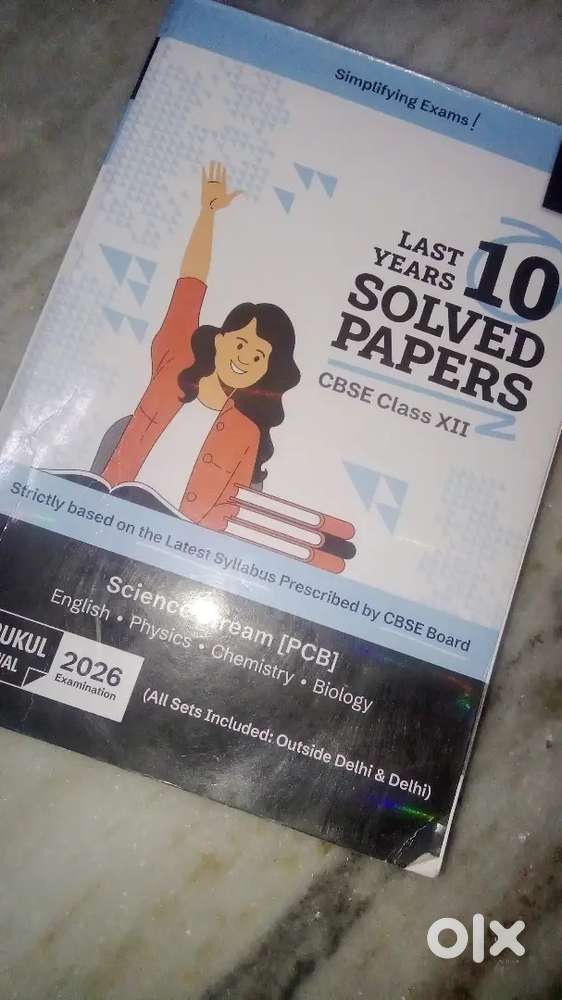 Simplifying Exams!
LAST
YEARS 10
SOLVED
PAPERS
CBSE Class XII
Strictly based on the Latest Syllabus Prescribed by CBSE Board
Science [PCB]
English • Physics • Chemistry • Biology
2026
Examination
(All Sets Included: Outside Delhi & Delhi)
olx